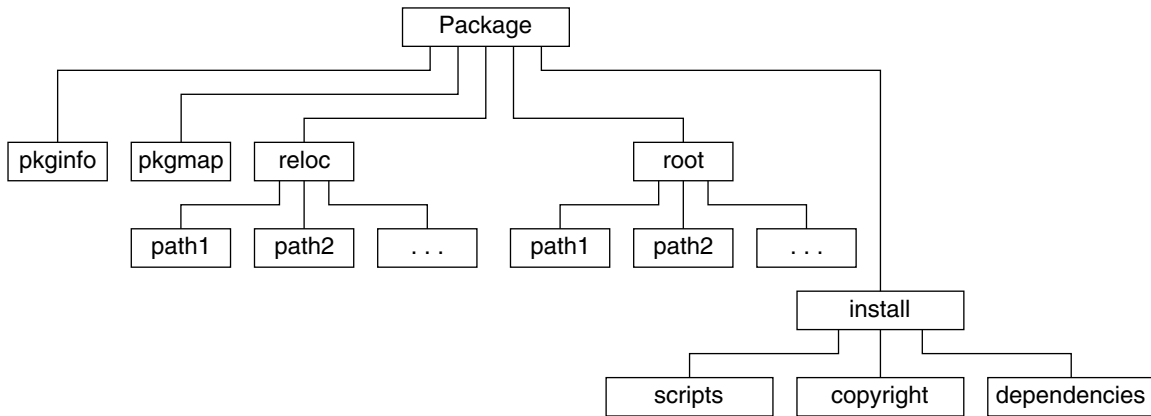 Package
pkginfo
pkgmap
reloc
root
path1
path2
. . .
path1
path2
. . .
install
scripts
copyright
dependencies